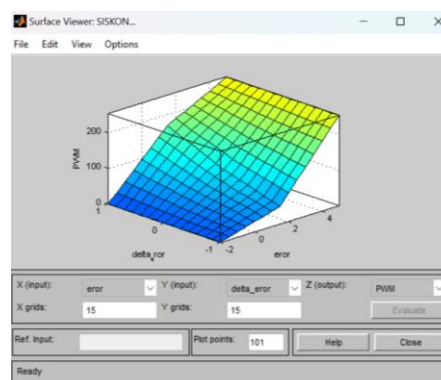 Surface Viewer: SISKON...
File Edit View Options
200
100
0
PWM
1
0
-1
delta_eror
-2
0
2
4
eror
X (input): eror Y (input): delta_eror Z (output): PWM
X grids: 15 Y grids: 15 Evaluate
Ref. Input: Plot points: 101 Help Close
Ready